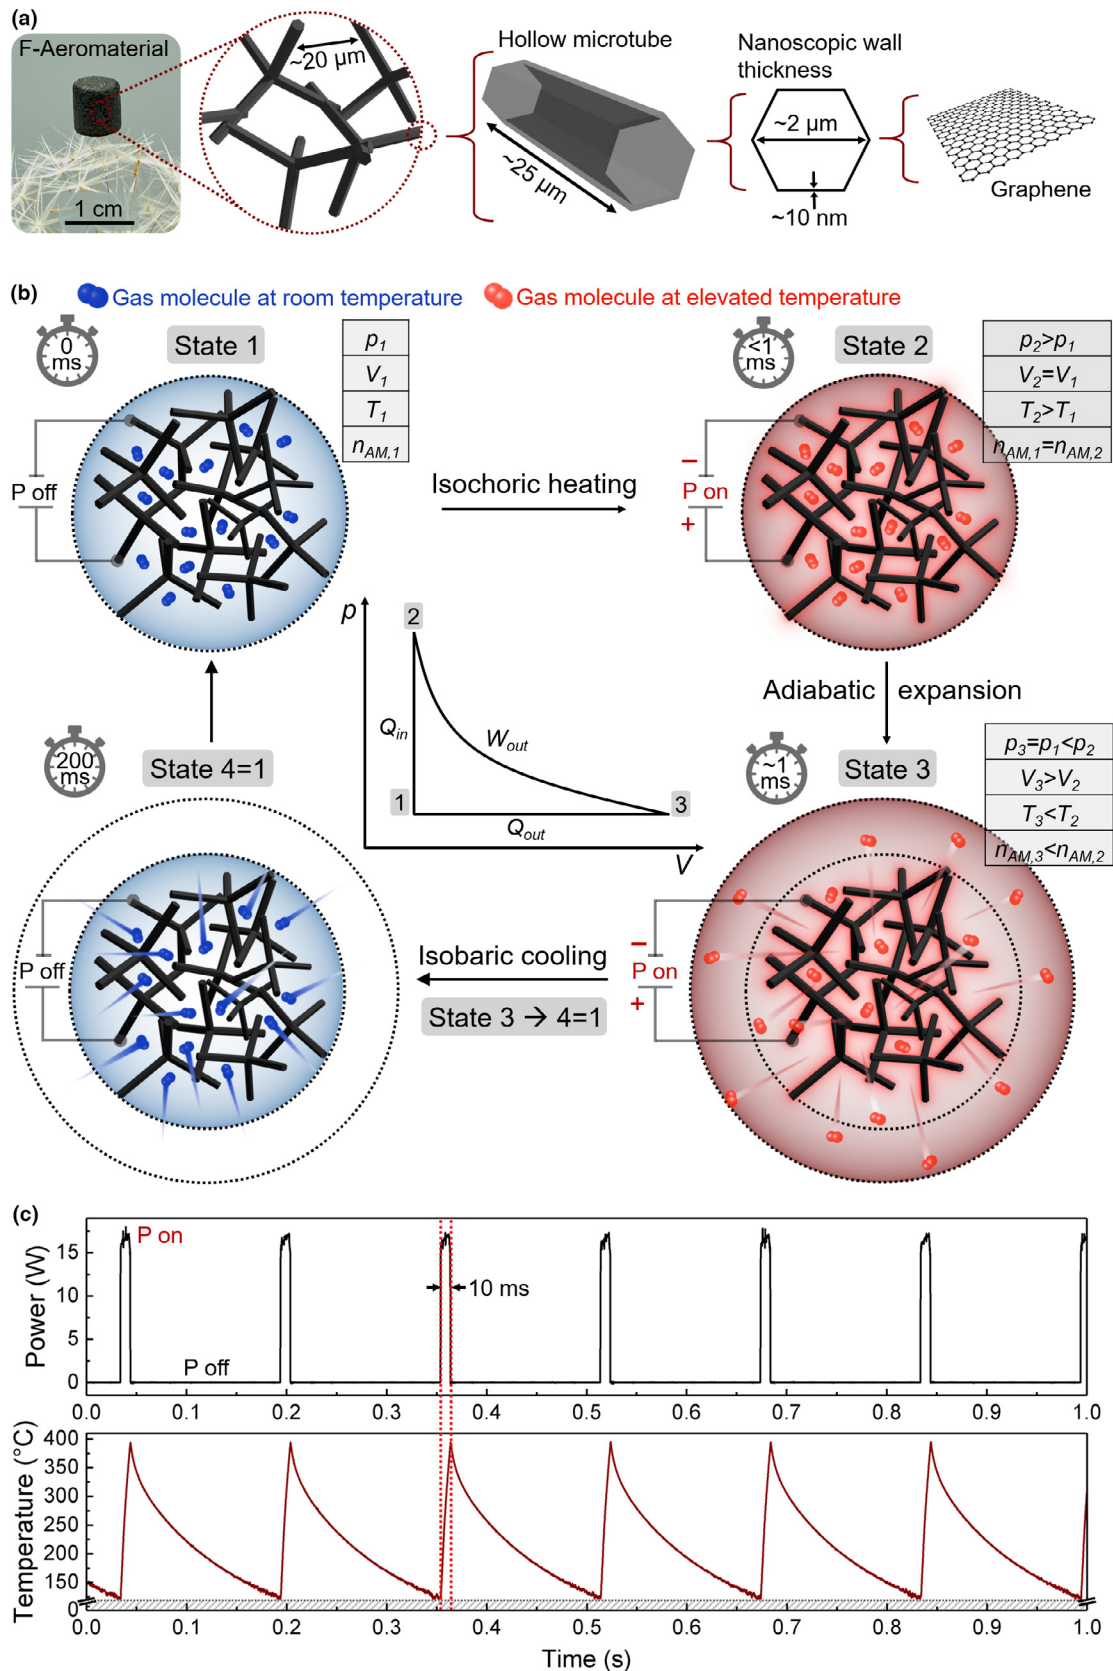 (a)
F-Aeromaterial
1 cm
~20 µm
Hollow microtube
~25 µm
Nanoscopic wall
thickness
~2 µm
~10 nm
Graphene
(b)
Gas molecule at room temperature
Gas molecule at elevated temperature
0
ms
State 1
p1
V1
T1
nAM,1
P off
Isochoric heating
<1
ms
State 2
p2>p1
V2=V1
T2>T1
nAM,1=nAM,2
−
P on
+
Adiabatic expansion
p
2
Qin
Wout
1
3
Qout
V
~1
ms
State 3
p3=p1<p2
V3>V2
T3<T2
nAM,3<nAM,2
−
P on
+
Isobaric cooling
State 3 → 4=1
200
ms
State 4=1
P off
(c)
Power (W)
15
10
5
0
P on
P off
10 ms
0.0 0.1 0.2 0.3 0.4 0.5 0.6 0.7 0.8 0.9 1.0
Temperature (°C)
400
350
300
250
200
150
0
0.0 0.1 0.2 0.3 0.4 0.5 0.6 0.7 0.8 0.9 1.0
Time (s)